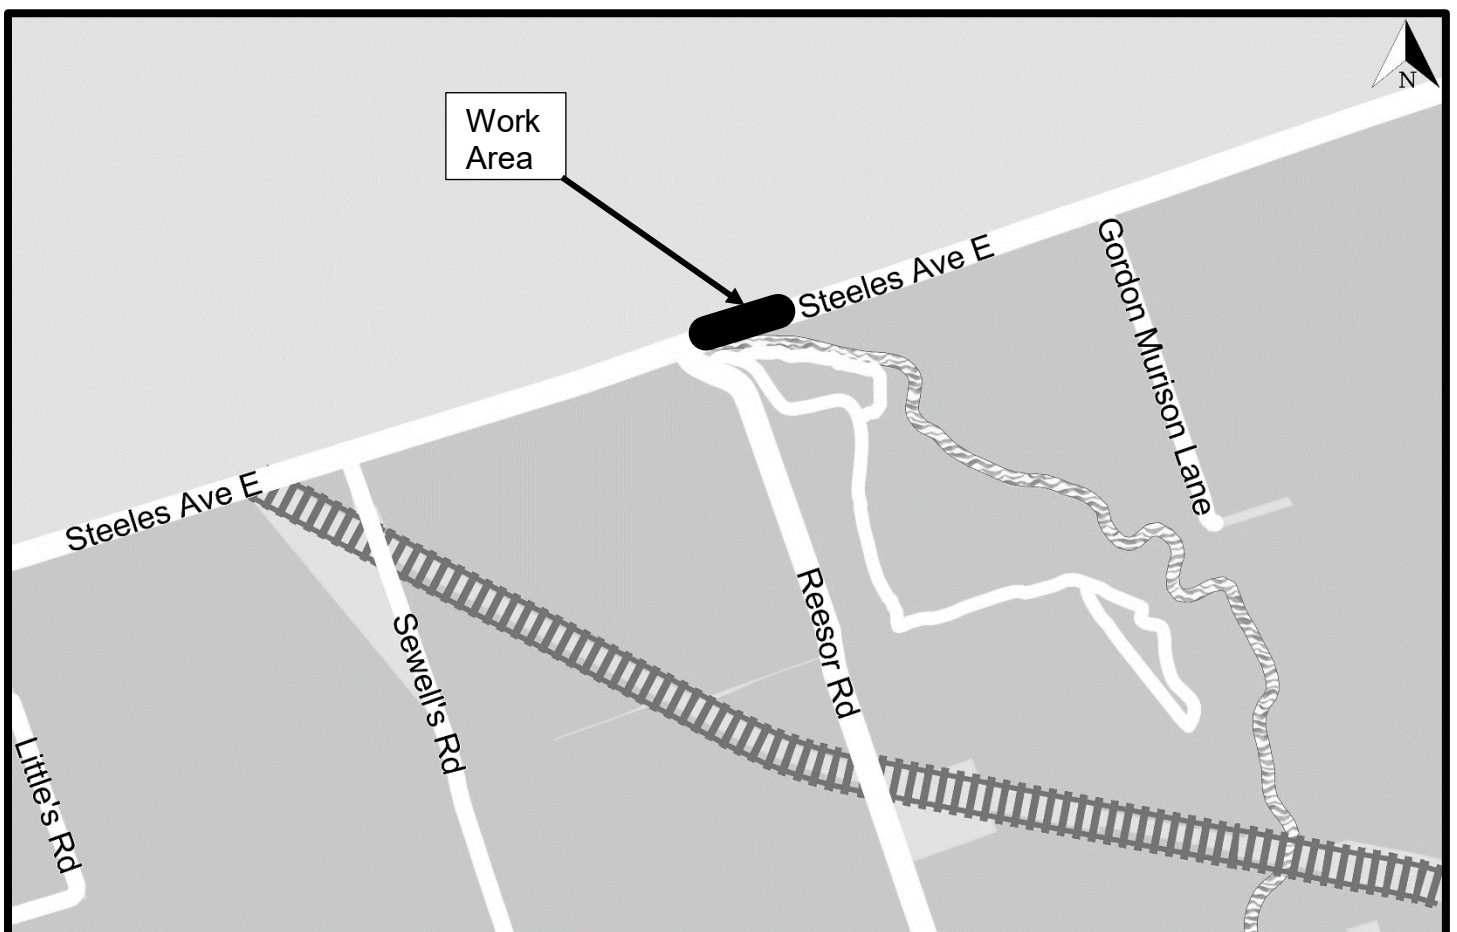 N
Work
Area
Steeles Ave E
Gordon Murison Lane
Steeles Ave E
Reesor Rd
Sewell's Rd
Little's Rd